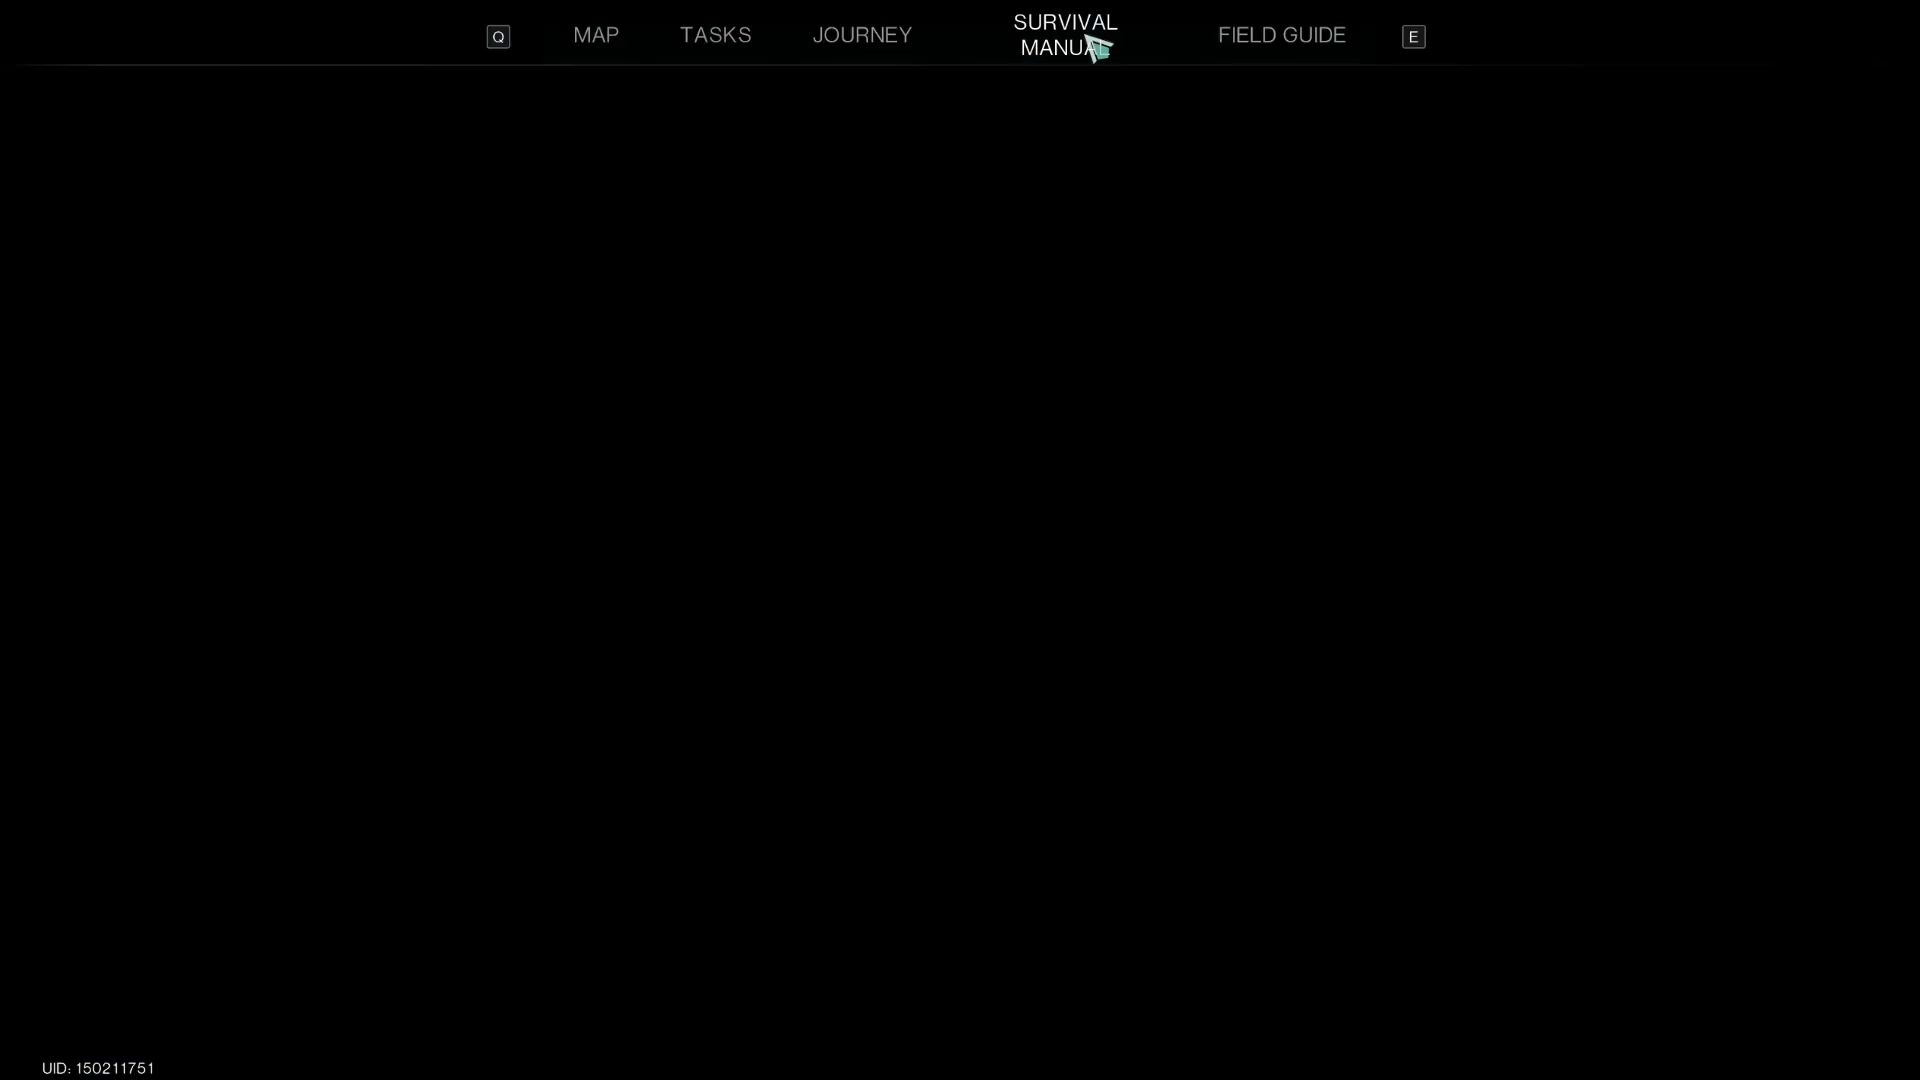 Q
MAP
TASKS
JOURNEY
SURVIVAL
MANUAL
FIELD GUIDE
E
UID: 150211751